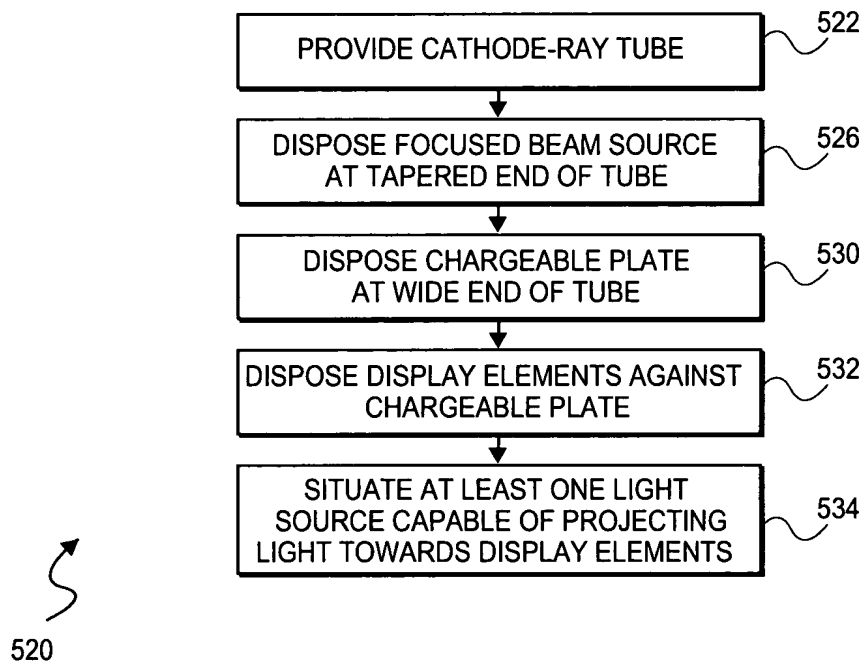 PROVIDE CATHODE-RAY TUBE
522
DISPOSE FOCUSED BEAM SOURCE
AT TAPERED END OF TUBE
526
DISPOSE CHARGEABLE PLATE
AT WIDE END OF TUBE
530
DISPOSE DISPLAY ELEMENTS AGAINST
CHARGEABLE PLATE
532
SITUATE AT LEAST ONE LIGHT
SOURCE CAPABLE OF PROJECTING
LIGHT TOWARDS DISPLAY ELEMENTS
534
520